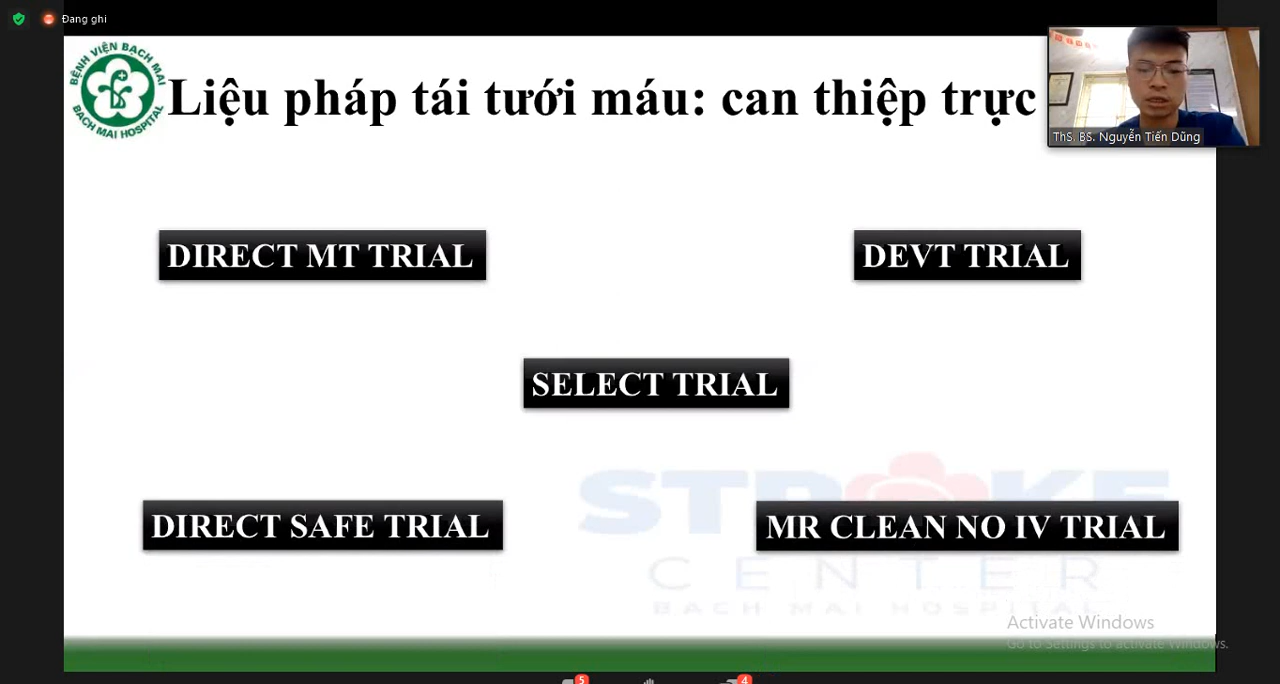 Đang ghi
BỆNH VIỆN BẠCH MAI
BACH MAI HOSPITAL
Liệu pháp tái tưới máu: can thiệp trực
ThS. BS. Nguyễn Tiến Dũng
DIRECT MT TRIAL
DEVT TRIAL
SELECT TRIAL
DIRECT SAFE TRIAL
MR CLEAN NO IV TRIAL
STROKE
CENTER
BACH MAI HOSPITAL
Activate Windows
Go to Settings to activate Windows.
5
4